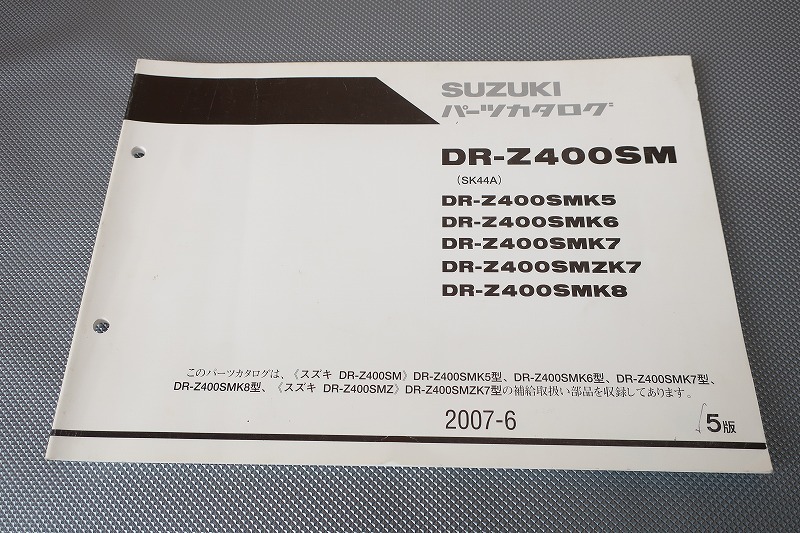 SUZUKI
パーツカタログ
DR-Z400SM
(SK44A)
DR-Z400SMK5
DR-Z400SMK6
DR-Z400SMK7
DR-Z400SMZK7
DR-Z400SMK8
このパーツカタログは、《スズキ DR-Z400SM》DR-Z400SMK5型、DR-Z400SMK6型、DR-Z400SMK7型、
DR-Z400SMK8型、《スズキ DR-Z400SMZ》DR-Z400SMZK7型の補給取扱い部品を収録してあります。
2007-6
5版